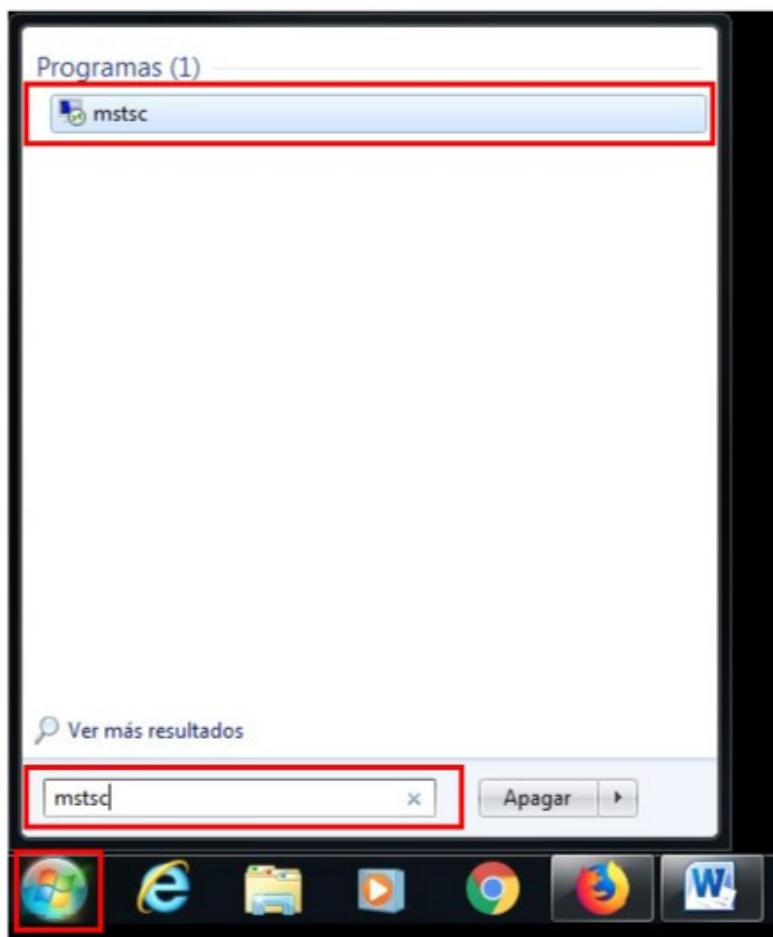 Programas (1)
mstsc
Ver más resultados
mstsc
Apagar
W